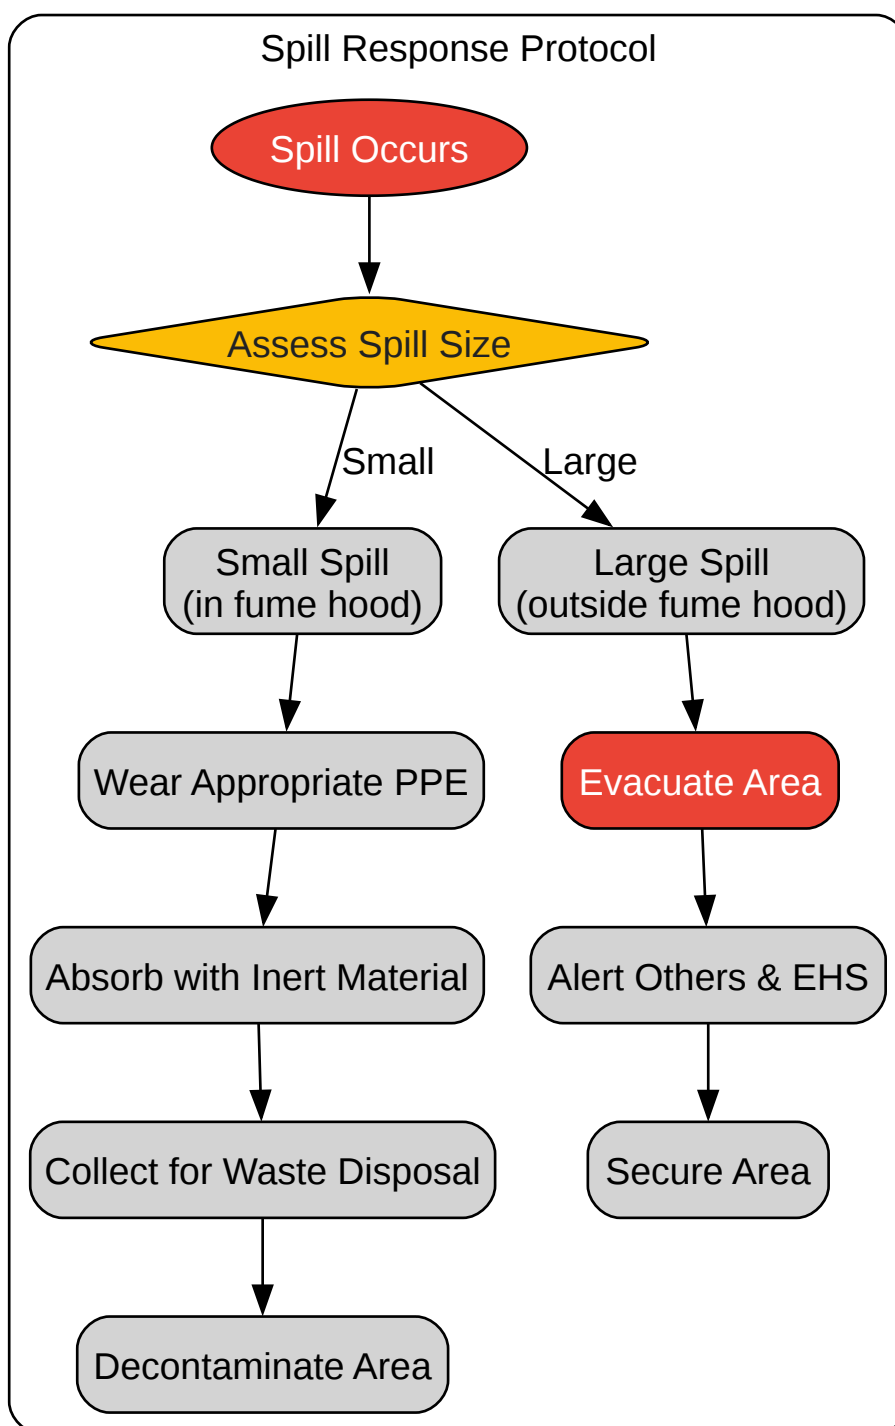 Spill Response Protocol
Spill Occurs
Assess Spill Size
Small
Large
Small Spill
(in fume hood)
Large Spill
(outside fume hood)
Wear Appropriate PPE
Evacuate Area
Absorb with Inert Material
Alert Others & EHS
Collect for Waste Disposal
Secure Area
Decontaminate Area